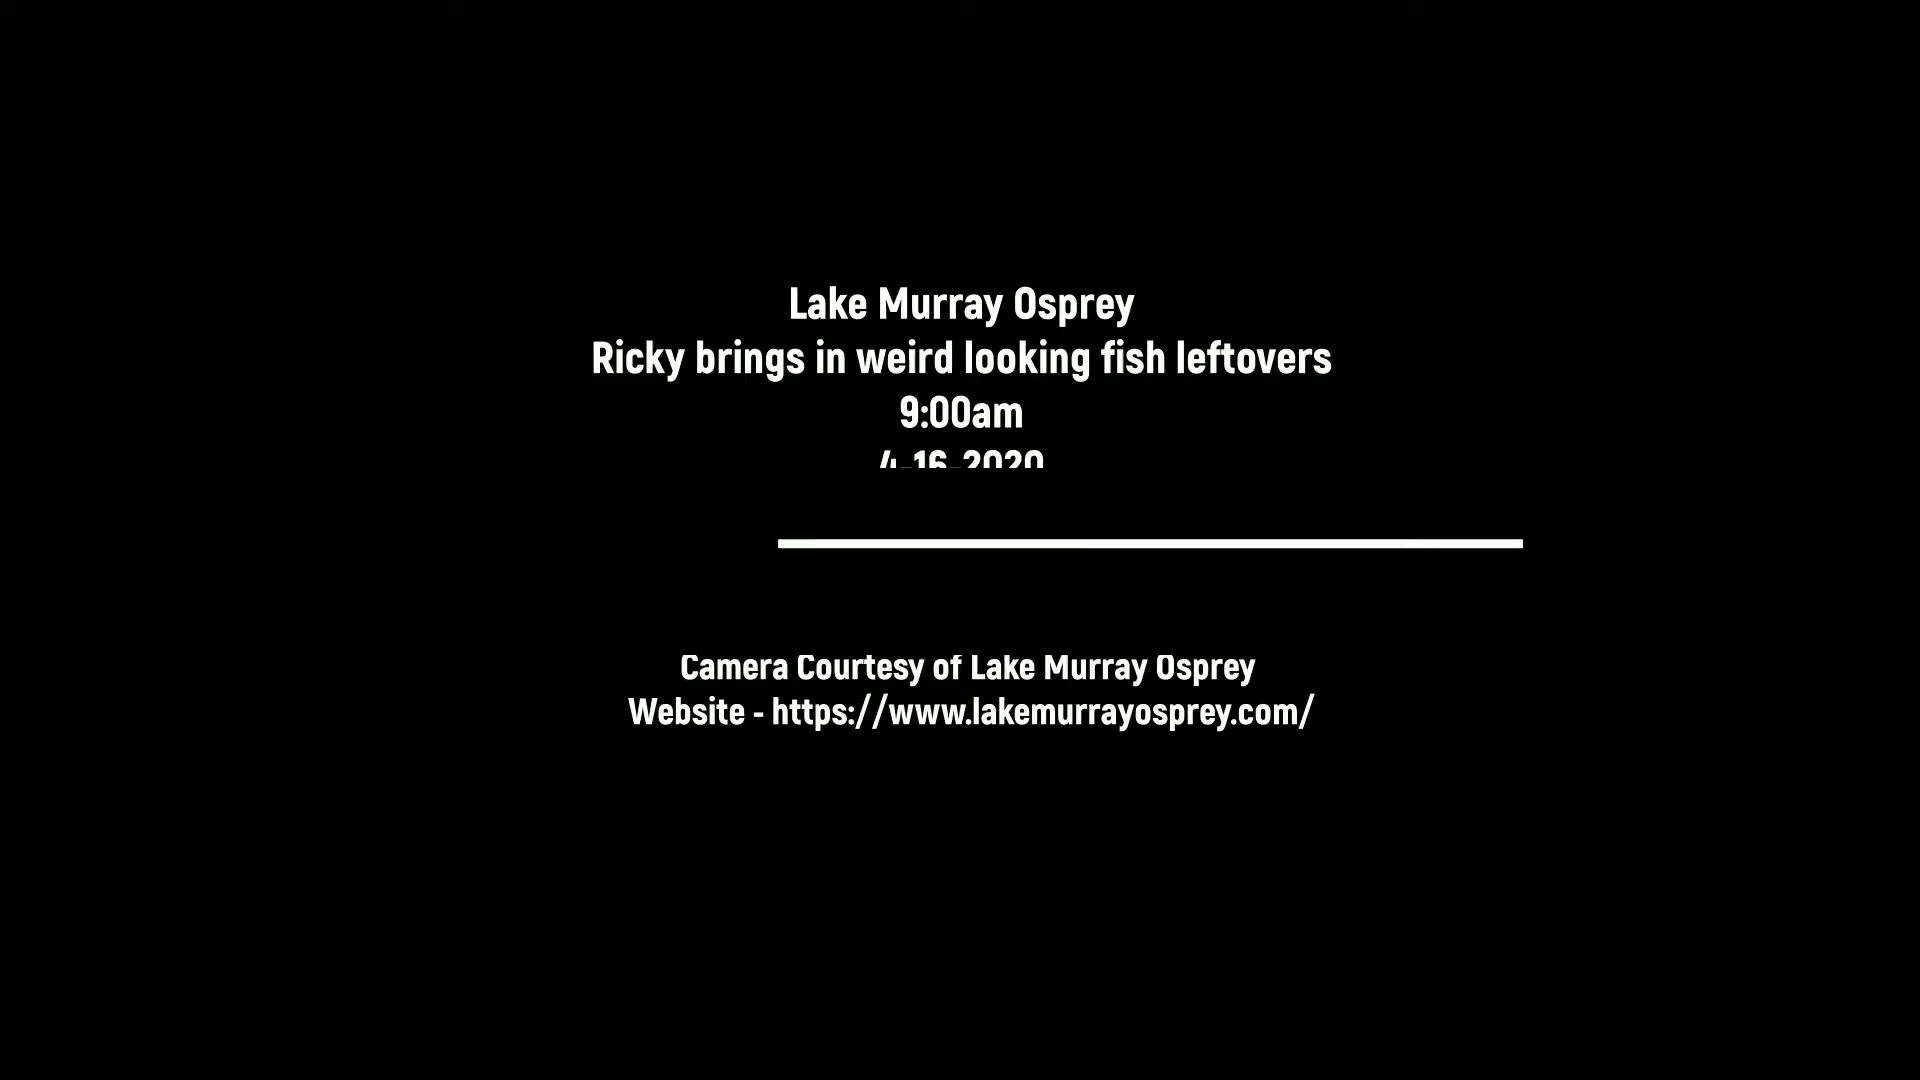 Lake Murray Osprey
Ricky brings in weird looking fish leftovers
9:00am
4-16-2020
Camera Courtesy of Lake Murray Osprey
Website - https://www.lakemurrayosprey.com/